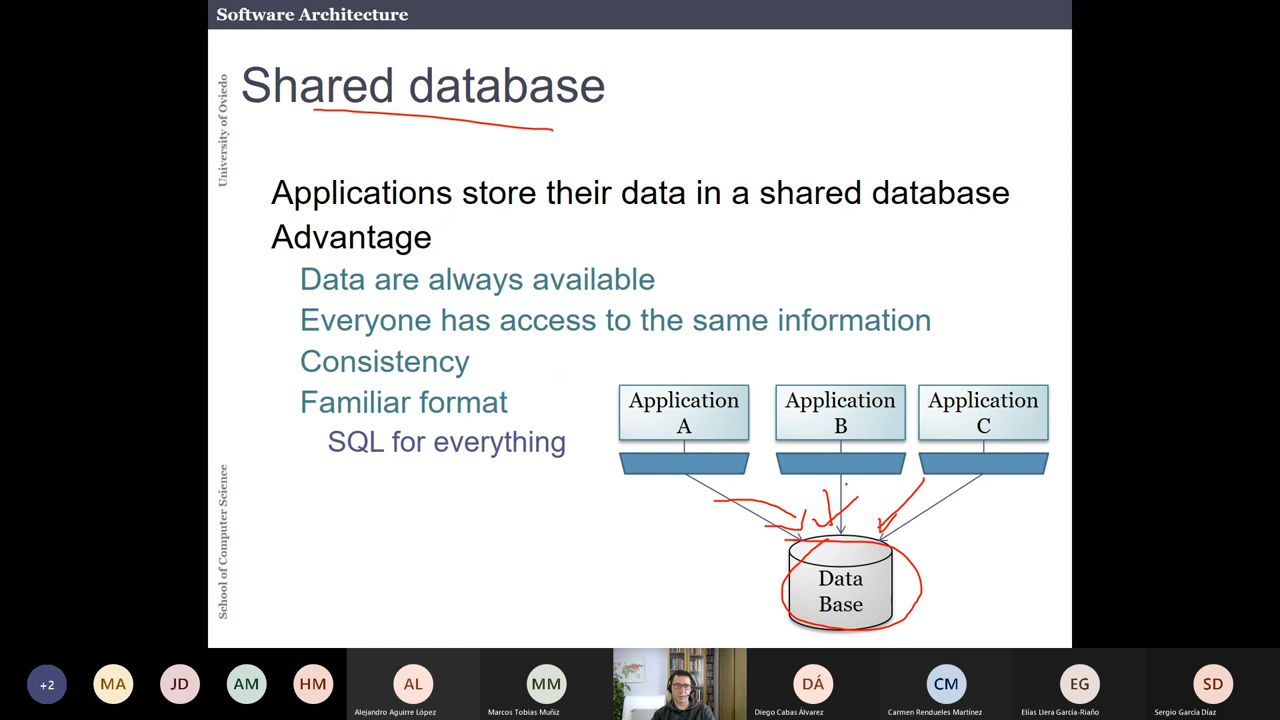 Software Architecture
University of Oviedo
Shared database
Applications store their data in a shared database
Advantage
Data are always available
Everyone has access to the same information
Consistency
Familiar format
SQL for everything
Application
A
Application
B
Application
C
Data
Base
School of Computer Science
+2
MA
JD
AM
HM
AL
Alejandro Aguirre López
MM
Marcos Tobias Muñiz
DÁ
Diego Cabas Álvarez
CM
Carmen Rendueles Martínez
EG
Elías Llera García-Riaño
SD
Sergio García Díaz